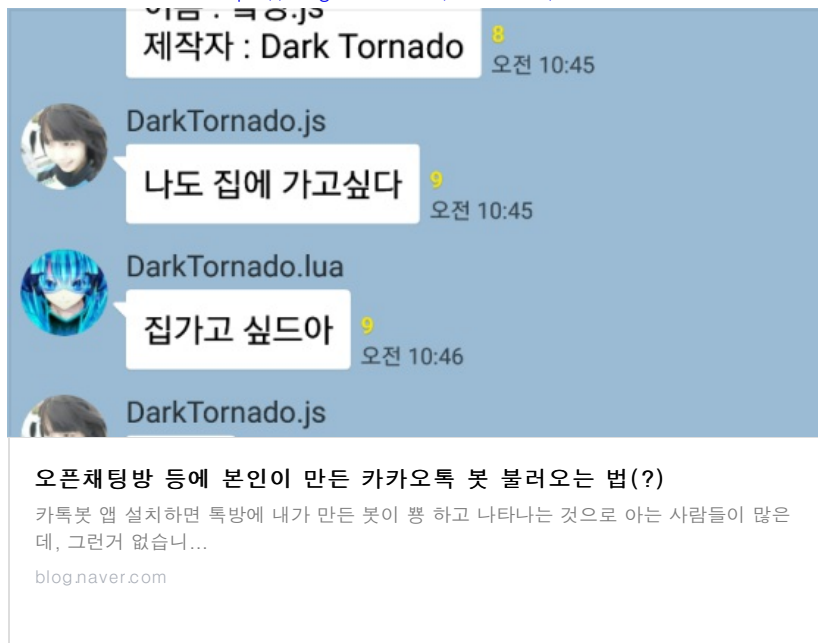 제작자 : Dark Tornado
8
오전 10:45
DarkTornado.js
나도 집에 가고싶다
9
오전 10:45
DarkTornado.lua
집가고 싶드아
9
오전 10:46
DarkTornado.js
오픈채팅방 등에 본인이 만든 카카오톡 봇 불러오는 법(?)
카톡봇 앱 설치하면 톡방에 내가 만든 봇이 뿅 하고 나타나는 것으로 아는 사람들이 많은
데, 그런거 없습니...
blog.naver.com